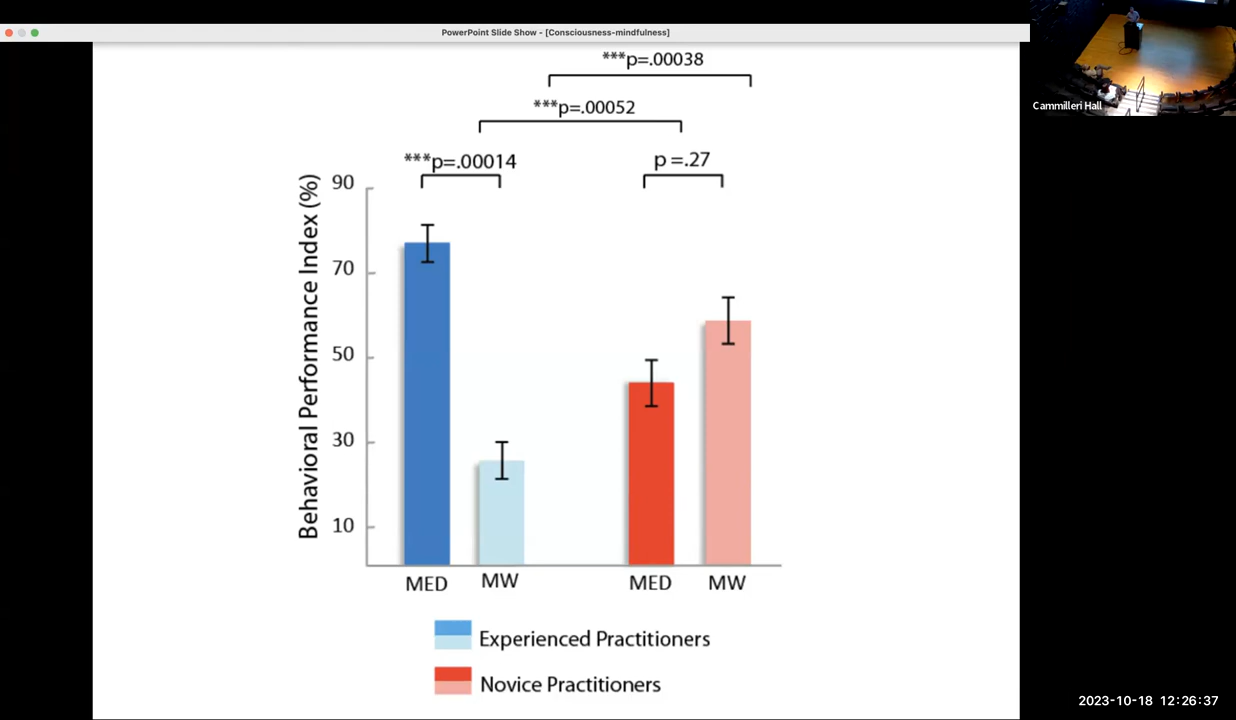 PowerPoint Slide Show - [Consciousness-mindfulness]
***p=.00038
***p=.00052
***p=.00014
p =.27
Behavioral Performance Index (%)
90
70
50
30
10
MED
MW
MED
MW
Experienced Practitioners
Novice Practitioners
Cammilleri Hall
2023-10-18 12:26:37